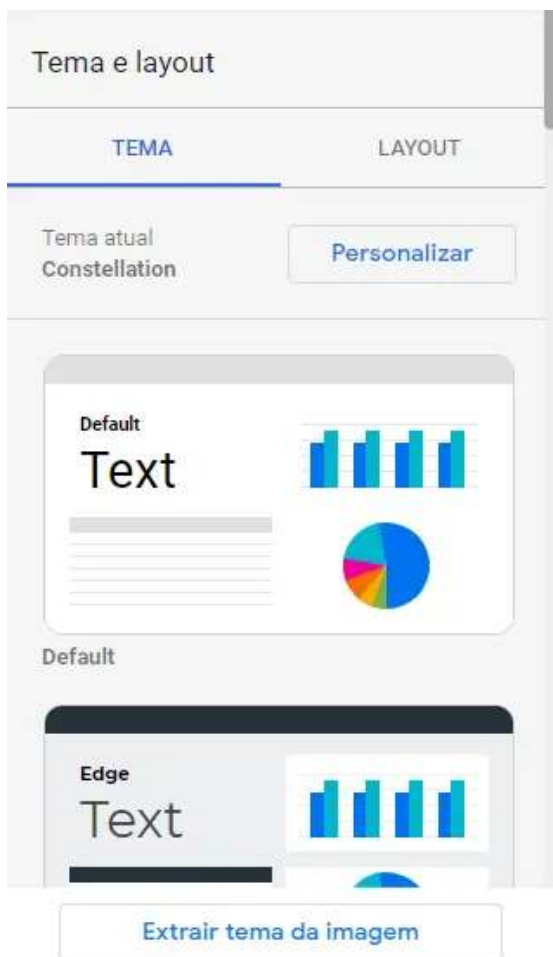 Tema e layout
TEMA LAYOUT
Tema atual
Constellation
Personalizar
Default
Text
Default
Edge
Text
Extrair tema da imagem